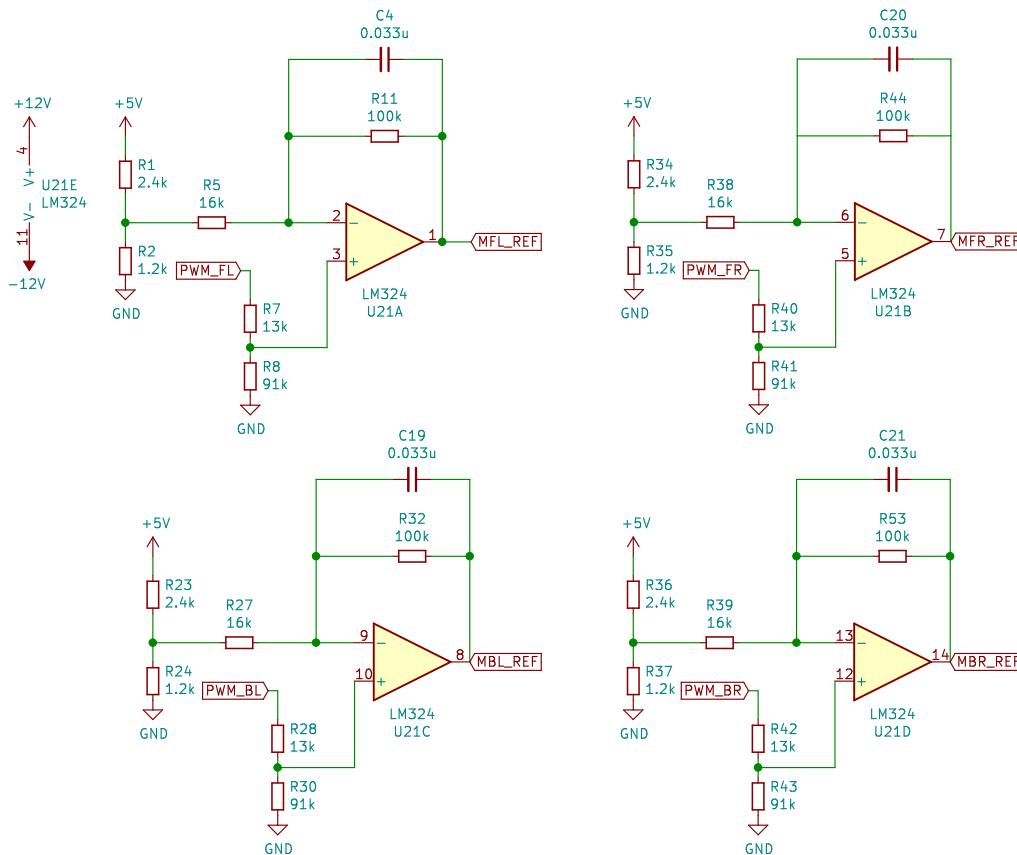 C4
0.033u
R11
100k
+12V
4
V+
V-
11
-12V
U21E
LM324
+5V
R1
2.4k
R2
1.2k
GND
R5
16k
PWM_FL
R7
13k
R8
91k
GND
2
3
1
−
+
LM324
U21A
MFL_REF
C20
0.033u
R44
100k
+5V
R34
2.4k
R35
1.2k
GND
R38
16k
PWM_FR
R40
13k
R41
91k
GND
6
5
7
−
+
LM324
U21B
MFR_REF
C19
0.033u
R32
100k
+5V
R23
2.4k
R24
1.2k
GND
R27
16k
PWM_BL
R28
13k
R30
91k
GND
9
10
8
−
+
LM324
U21C
MBL_REF
C21
0.033u
R53
100k
+5V
R36
2.4k
R37
1.2k
GND
R39
16k
PWM_BR
R42
13k
R43
91k
GND
13
12
14
−
+
LM324
U21D
MBR_REF